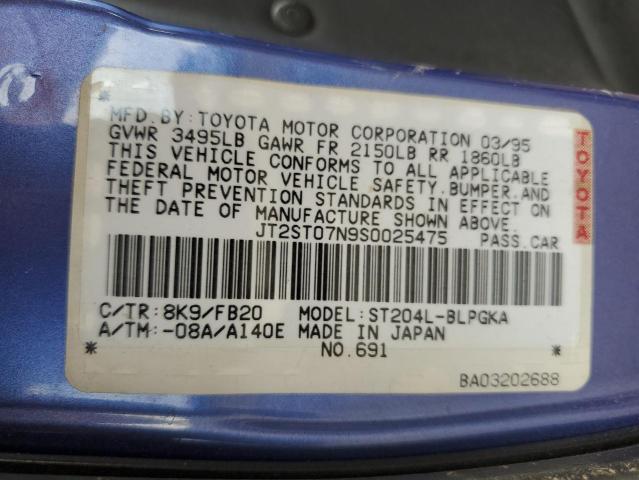 MFD.BY:TOYOTA MOTOR CORPORATION 03/95
GVWR 3495LB GAWR FR 2150LB RR 1860LB
THIS VEHICLE CONFORMS TO ALL APPLICABLE
FEDERAL MOTOR VEHICLE SAFETY.BUMPER.AND
THEFT PREVENTION STANDARDS IN EFFECT ON
THE DATE OF MANUFACTURE SHOWN ABOVE.
JT2ST07N9S0025475 PASS.CAR
TOYOTA
C/TR:8K9/FB20 MODEL:ST204L-BLPGKA
A/TM:-08A/A140E MADE IN JAPAN
* NO.691 *
BA03202688